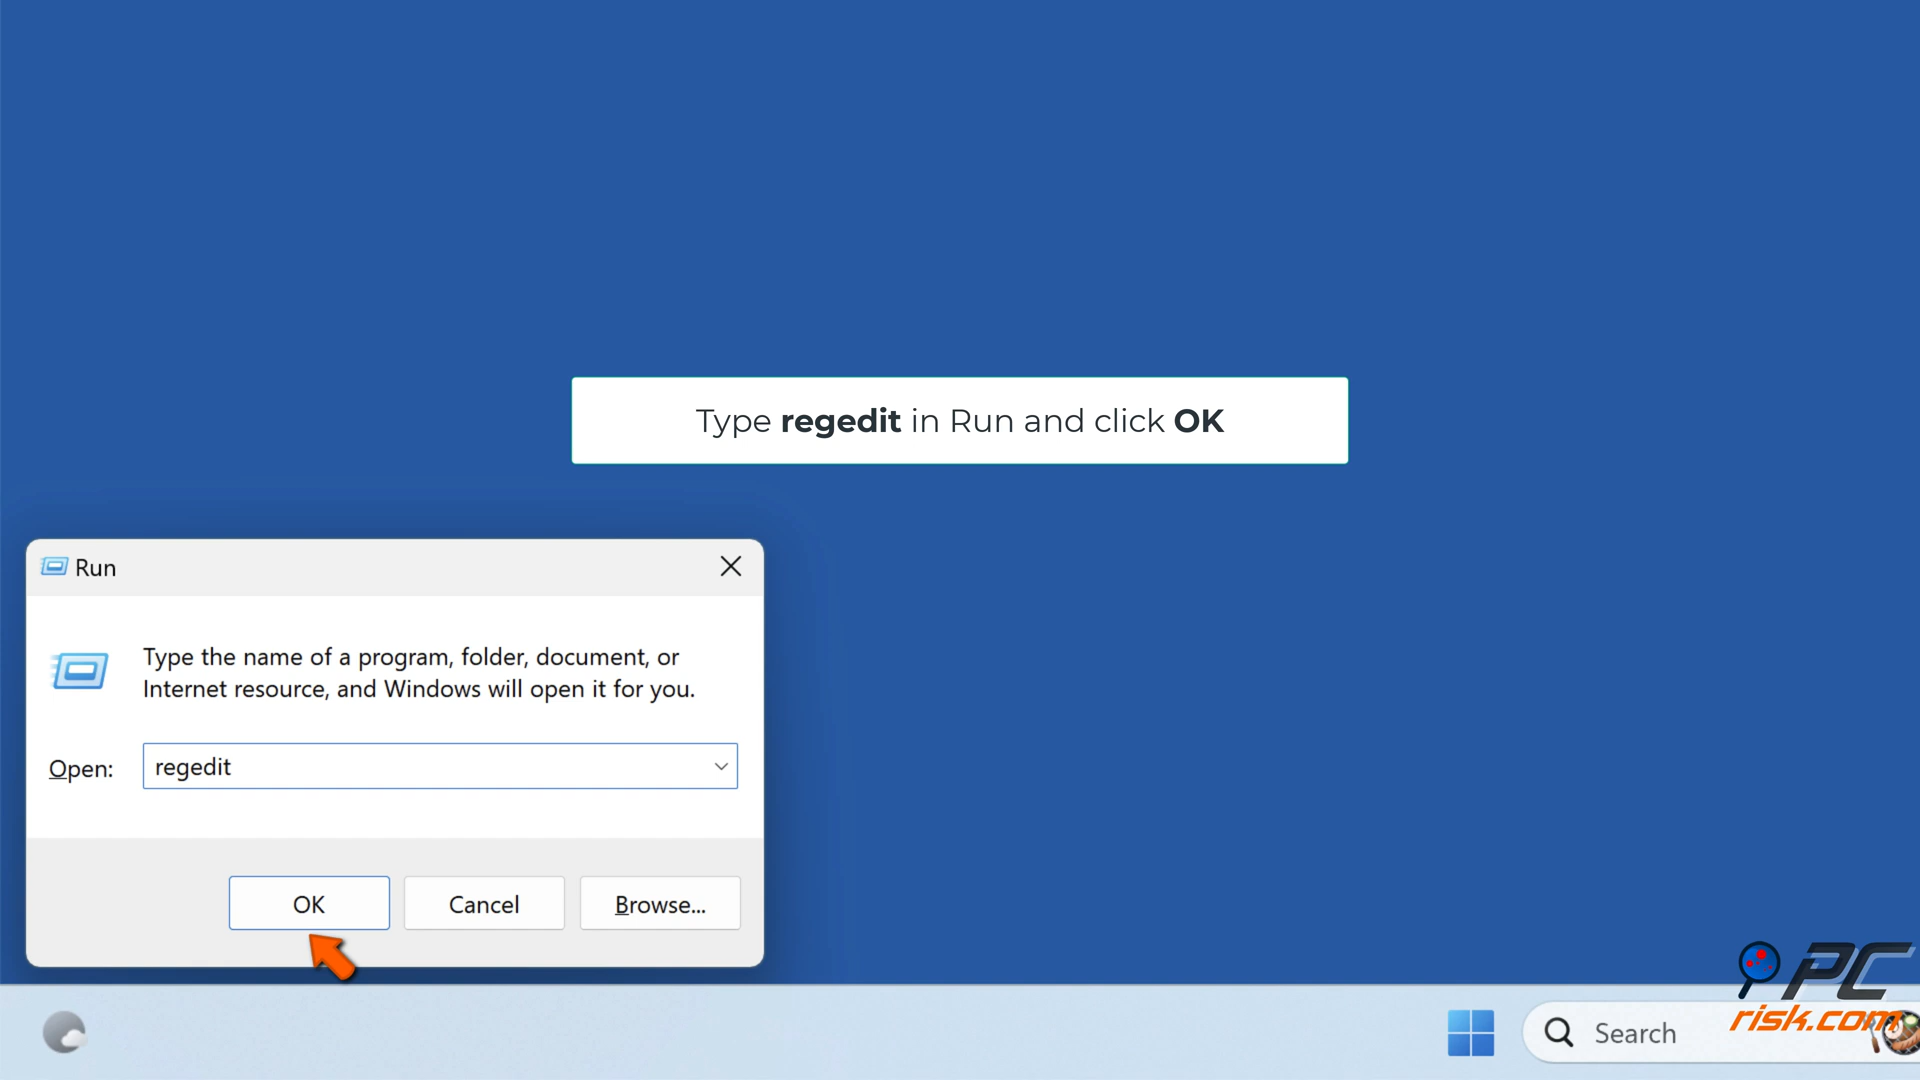 Type regedit in Run and click OK
Run
Type the name of a program, folder, document, or
Internet resource, and Windows will open it for you.
Open: regedit
OK Cancel Browse...
Search
PC
risk.com